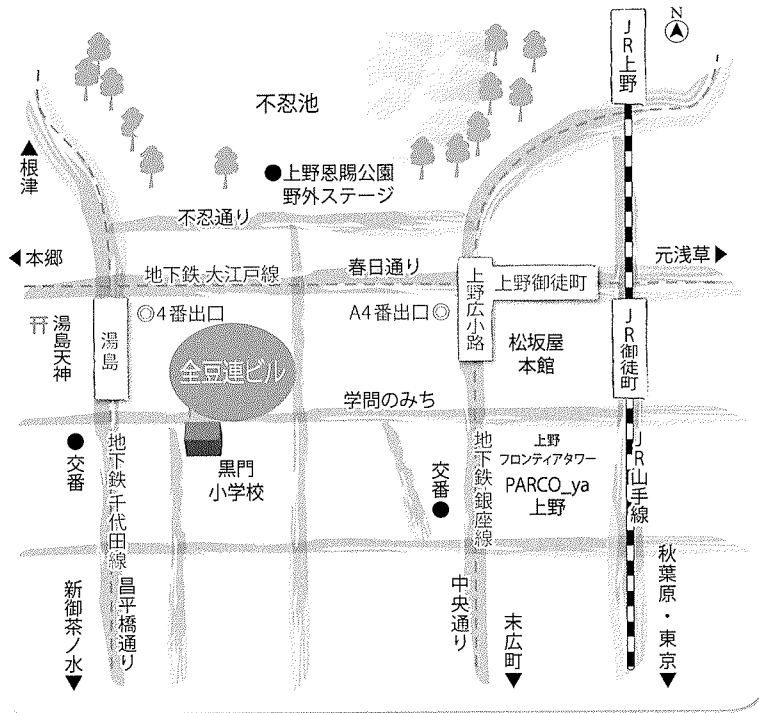 N
JR上野
不忍池
▲根津
●上野恩賜公園
野外ステージ
不忍通り
◀本郷
地下鉄 大江戸線
春日通り
元浅草▶
上野広小路
上野御徒町
湯島
◎4番出口
A4番出口◎
湯島天神
全豆連ビル
松坂屋
本館
JR御徒町
学問のみち
●交番
地下鉄 千代田線
黒門
小学校
交番●
地下鉄 銀座線
上野
フロンティアタワー
PARCO_ya
上野
JR山手線
新御茶ノ水▼
昌平橋通り
中央通り
末広町▼
秋葉原・東京▼